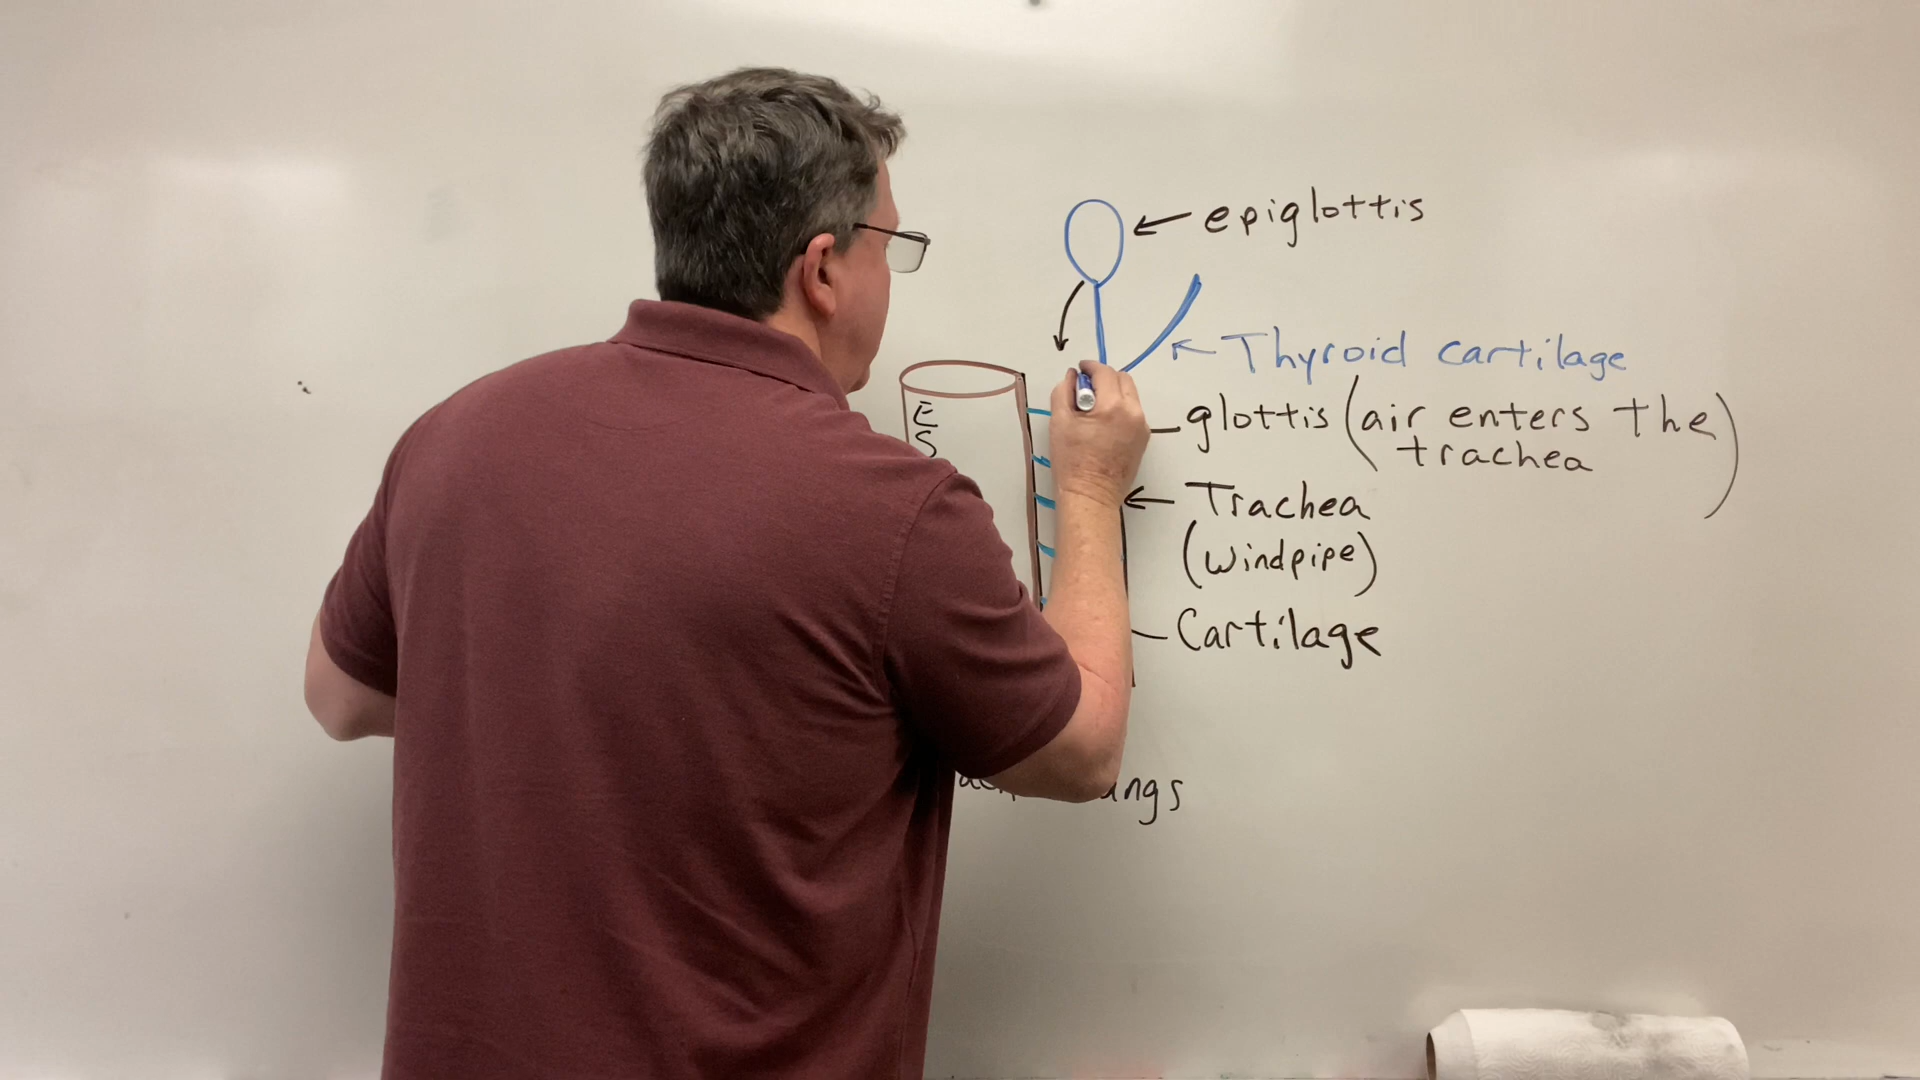 epiglottis
Thyroid cartilage
glottis (air enters the
trachea)
E
S
Trachea
(windpipe)
Cartilage